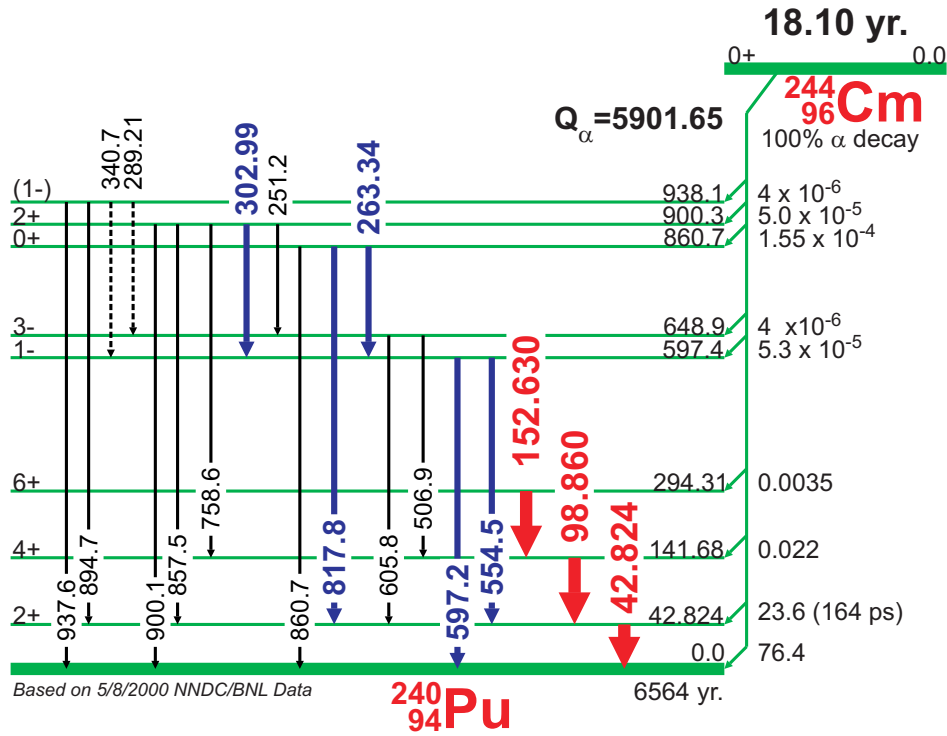 18.10 yr.
0+ 0.0
244
96Cm
Qα=5901.65
100% α decay
340.7
289.21
302.99
251.2
263.34
(1-) 938.1 4 x 10-6
2+ 900.3 5.0 x 10-5
0+ 860.7 1.55 x 10-4
3- 648.9 4 x10-6
1- 597.4 5.3 x 10-5
152.630
6+ 294.31 0.0035
98.860
758.6
506.9
4+ 141.68 0.022
42.824
937.6
894.7
900.1
857.5
860.7
817.8
605.8
597.2
554.5
2+ 42.824 23.6 (164 ps)
0.0 76.4
Based on 5/8/2000 NNDC/BNL Data
6564 yr.
240
94Pu